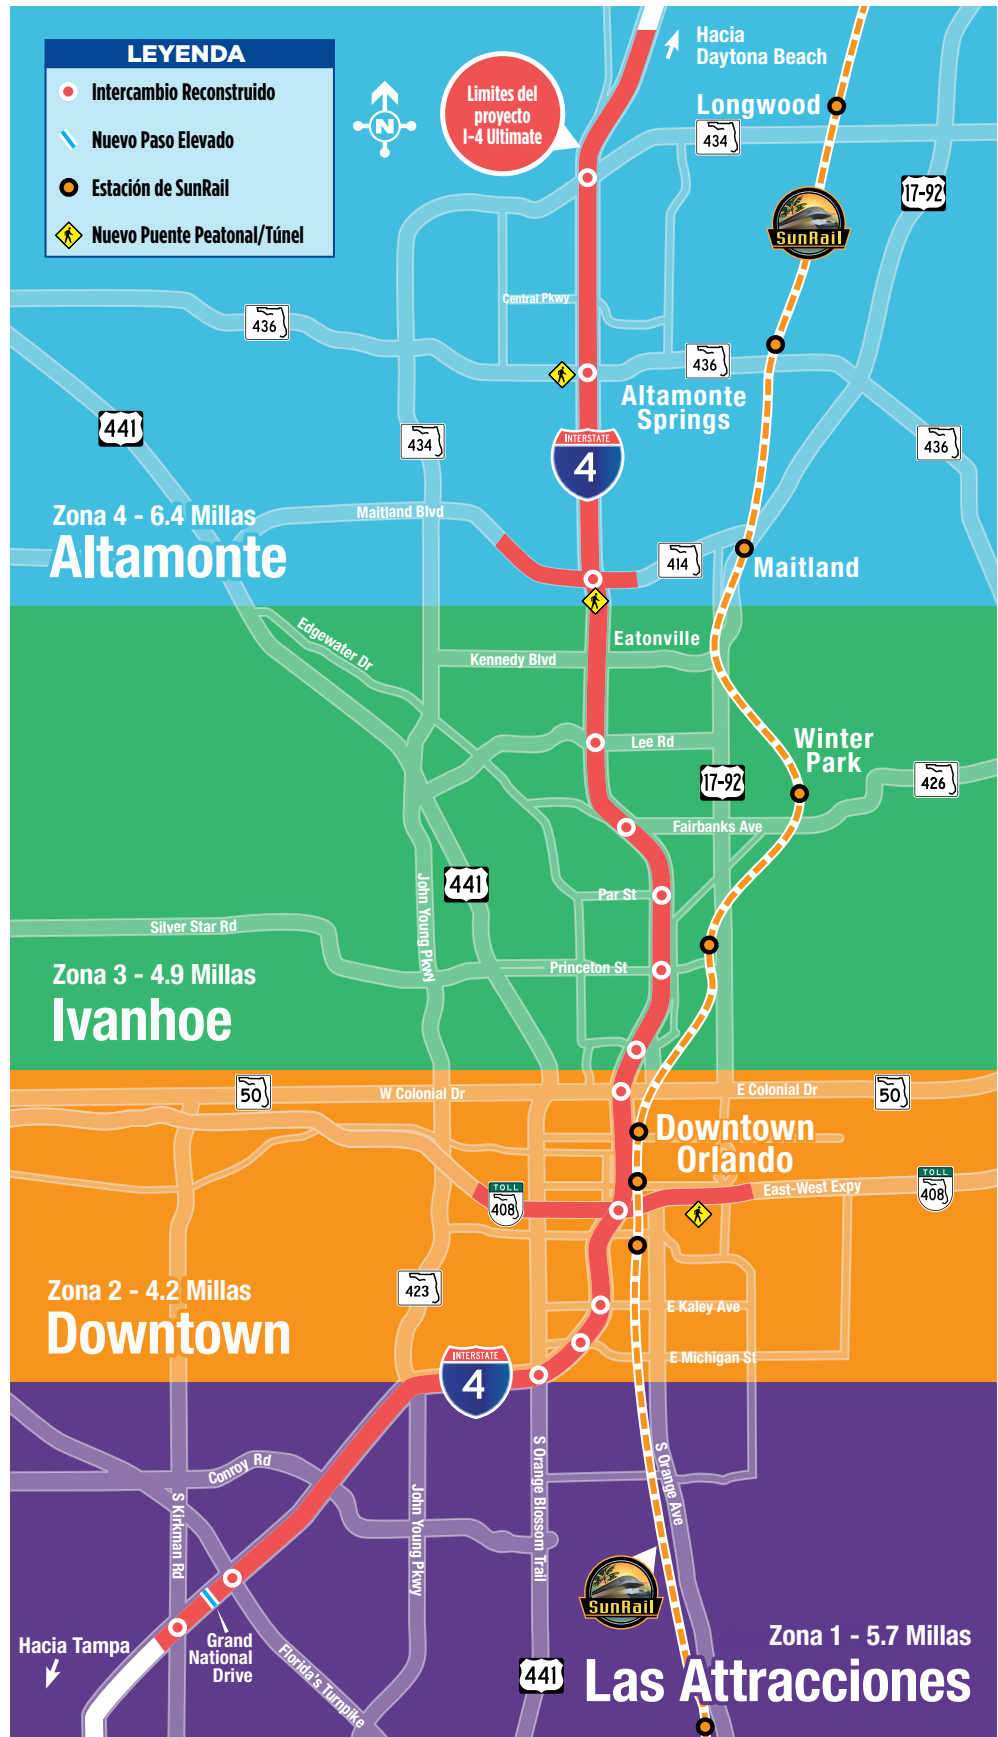 LEYENDA
Intercambio Reconstruido
Nuevo Paso Elevado
Estación de SunRail
Nuevo Puente Peatonal/Túnel
N
Limites del
proyecto
I-4 Ultimate
Hacia
Daytona Beach
Longwood
434
17-92
SunRail
Central Pkwy
436
436
Altamonte
Springs
441
434
INTERSTATE
4
436
Zona 4 - 6.4 Millas
Altamonte
Maitland Blvd
414
Maitland
Edgewater Dr
Eatonville
Kennedy Blvd
Lee Rd
Winter
Park
17-92
426
Fairbanks Ave
441
John Young Pkwy
Par St
Silver Star Rd
Princeton St
Zona 3 - 4.9 Millas
Ivanhoe
50
W Colonial Dr
E Colonial Dr
50
Downtown
Orlando
TOLL
408
East-West Expy
TOLL
408
Zona 2 - 4.2 Millas
Downtown
423
E Kaley Ave
E Michigan St
INTERSTATE
4
Conroy Rd
S Kirkman Rd
John Young Pkwy
S Orange Blossom Trail
S Orange Ave
SunRail
Hacia Tampa
Grand
National
Drive
Florida's Turnpike
441
Zona 1 - 5.7 Millas
Las Attracciones